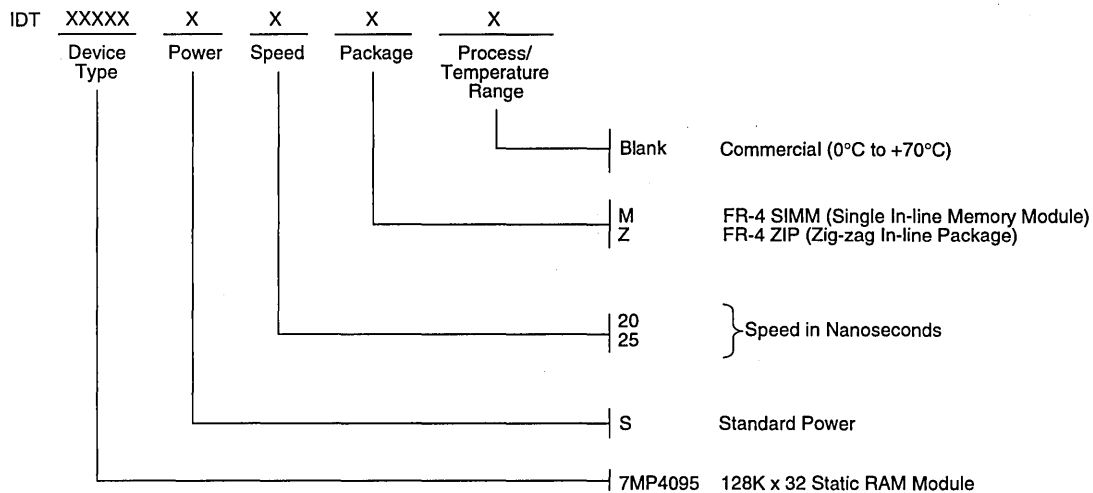 IDT XXXXX X X X X
Device Type Power Speed Package Process/ Temperature Range
Blank Commercial (0°C to +70°C)
M FR-4 SIMM (Single In-line Memory Module)
Z FR-4 ZIP (Zig-zag In-line Package)
20
25
Speed in Nanoseconds
S Standard Power
7MP4095 128K x 32 Static RAM Module